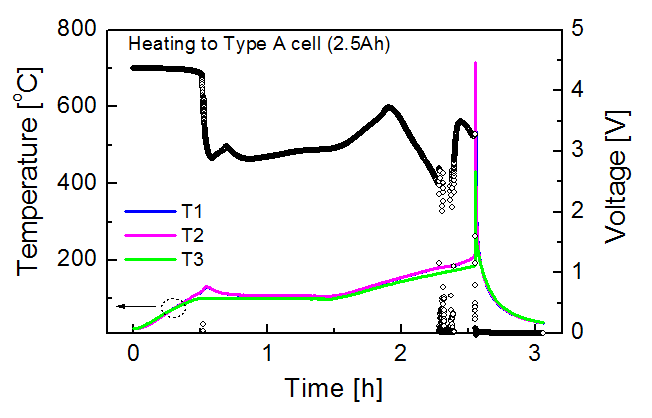 Heating to Type A cell (2.5Ah)
Temperature [°C]
800
600
400
200
T1
T2
T3
5
4
3
2
1
0
Voltage [V]
0
1
2
3
Time [h]